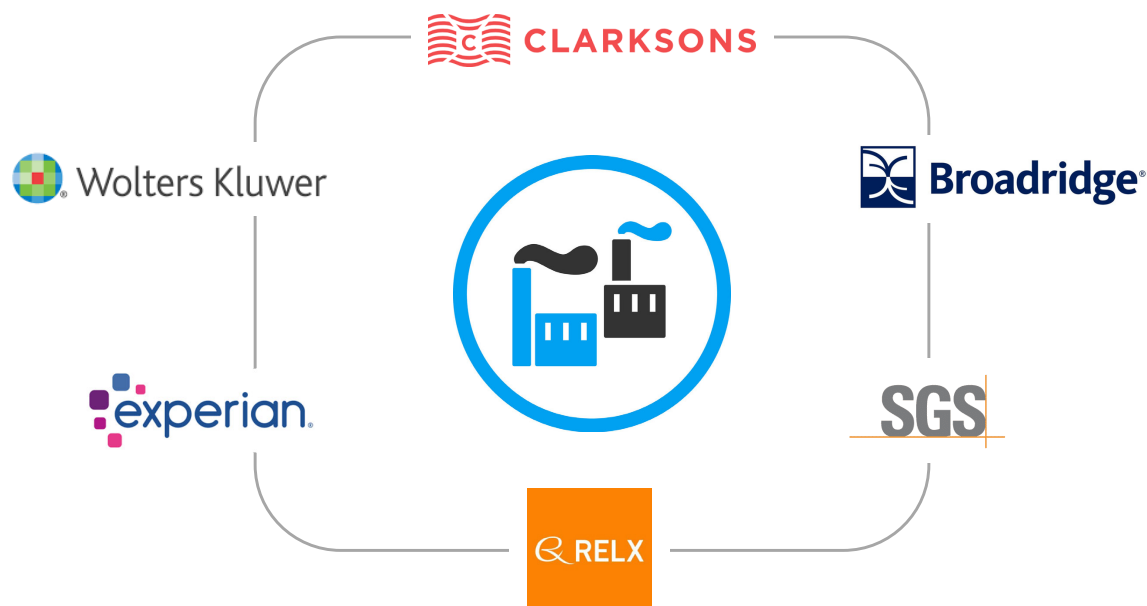 C CLARKSONS
Wolters Kluwer®
Broadridge®
experian®
SGS
RELX